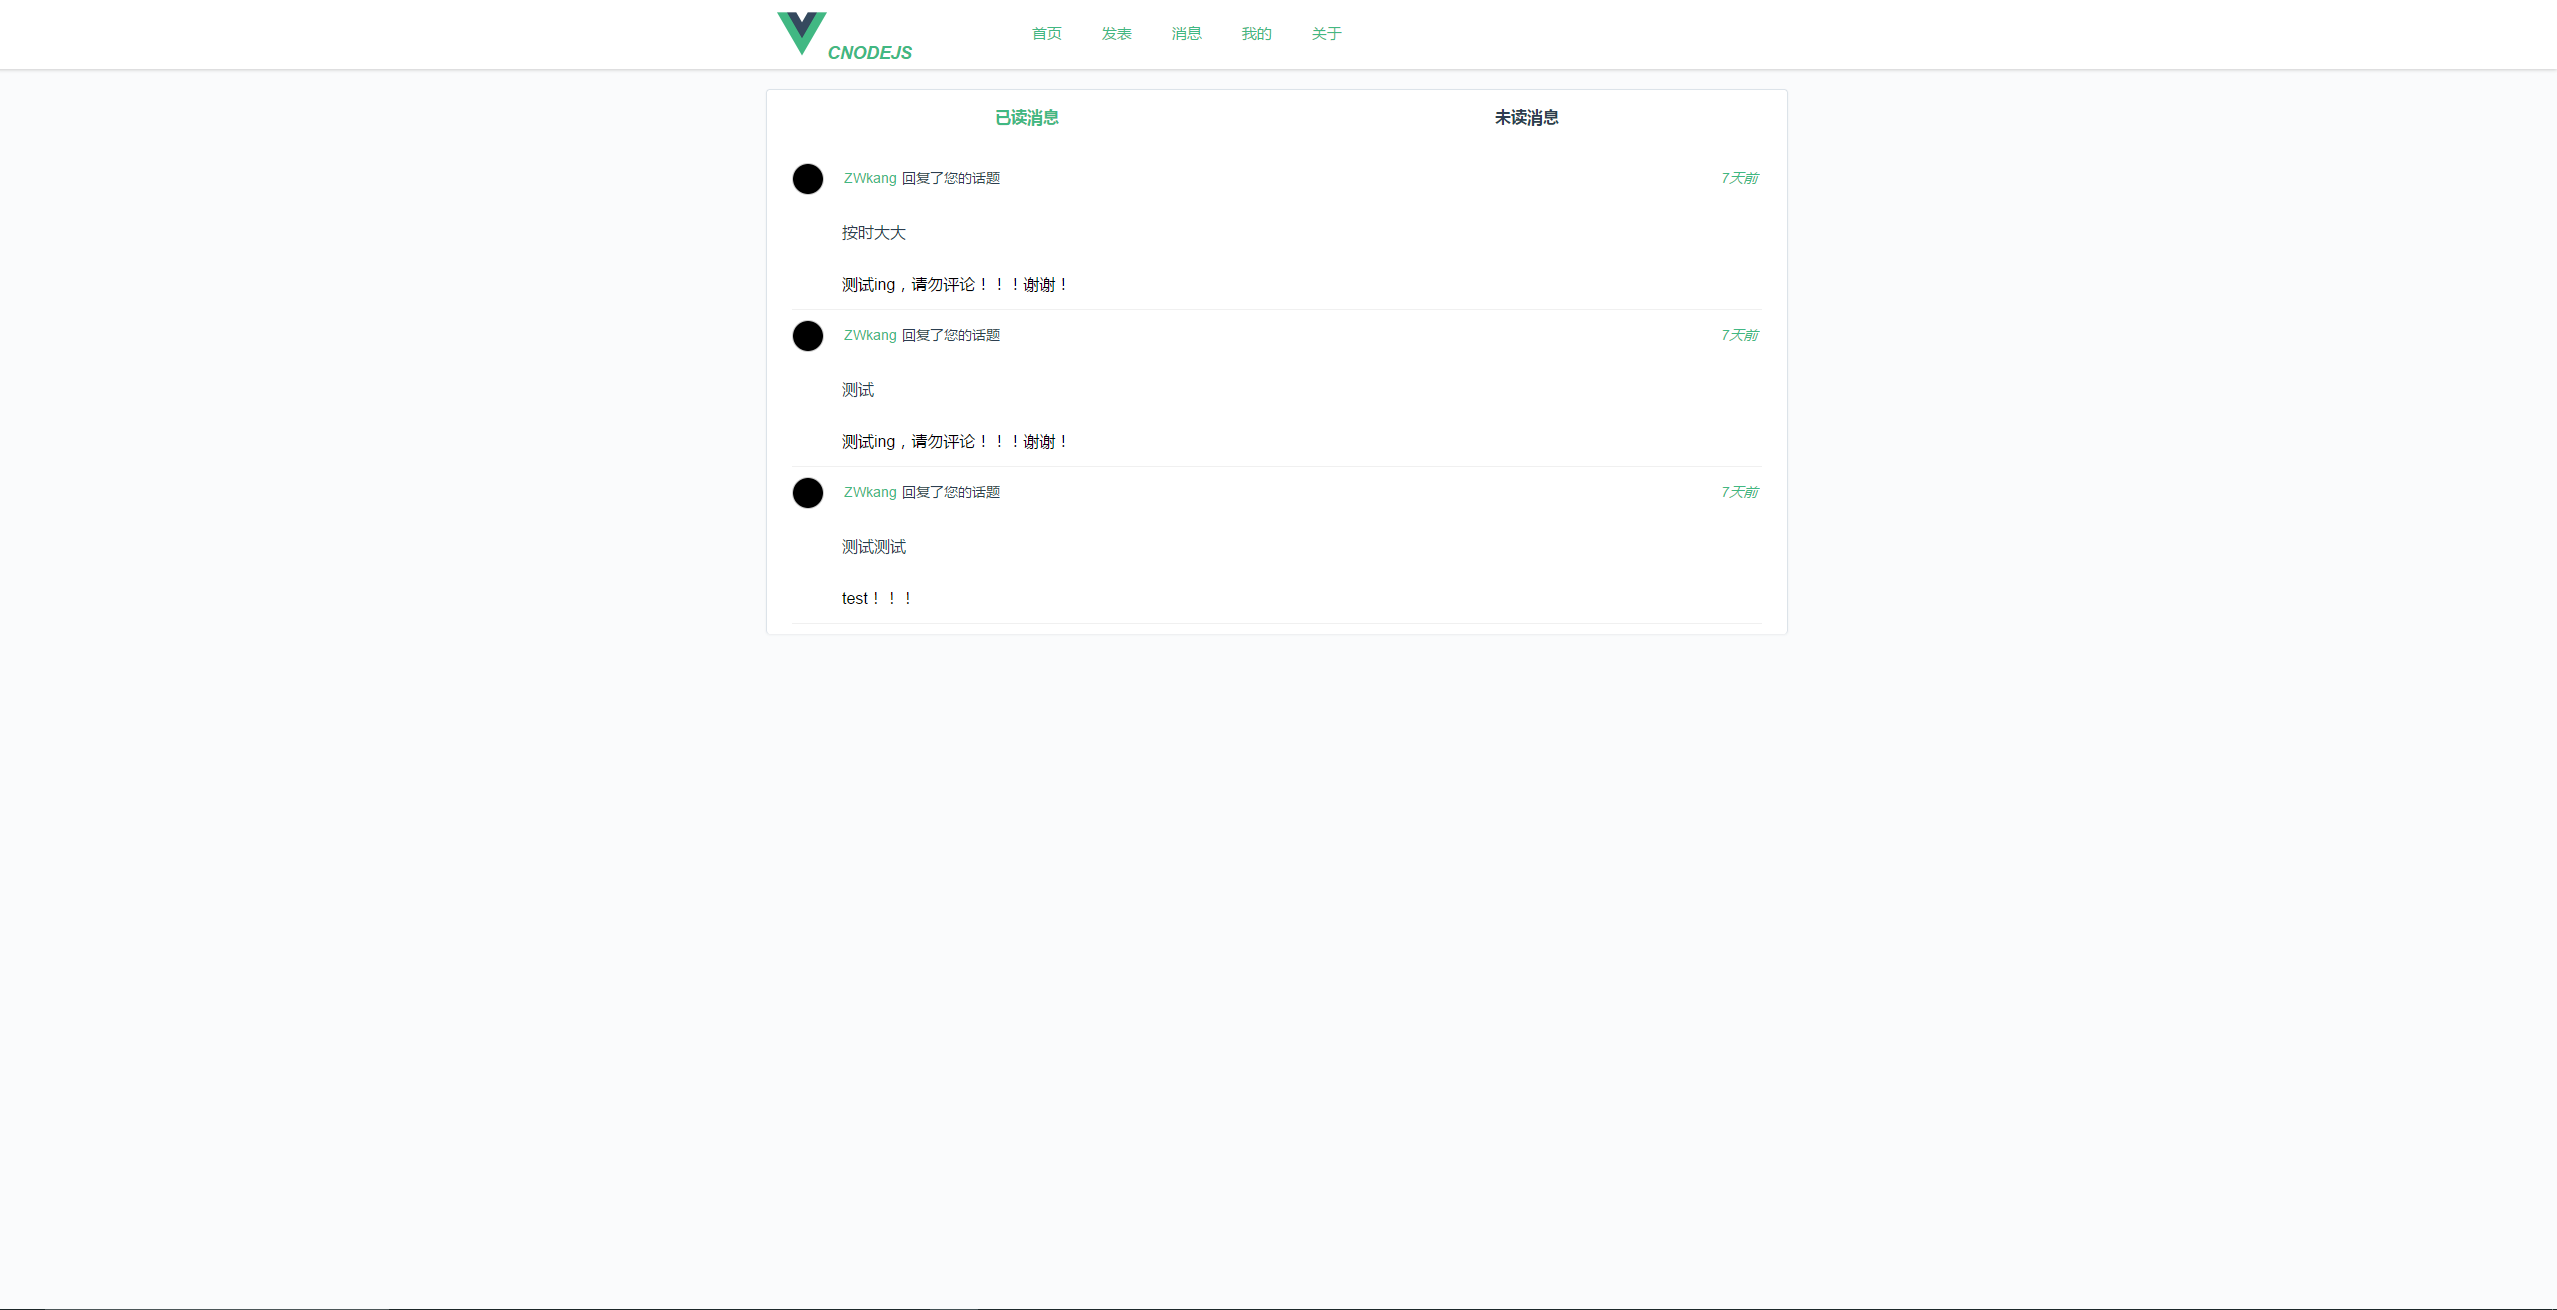 CNODEJS 首页 发表 消息 我的 关于
已读消息 未读消息
ZWkang 回复了您的话题 7天前
按时大大
测试ing，请勿评论！！！谢谢！
ZWkang 回复了您的话题 7天前
测试
测试ing，请勿评论！！！谢谢！
ZWkang 回复了您的话题 7天前
测试测试
test！！！